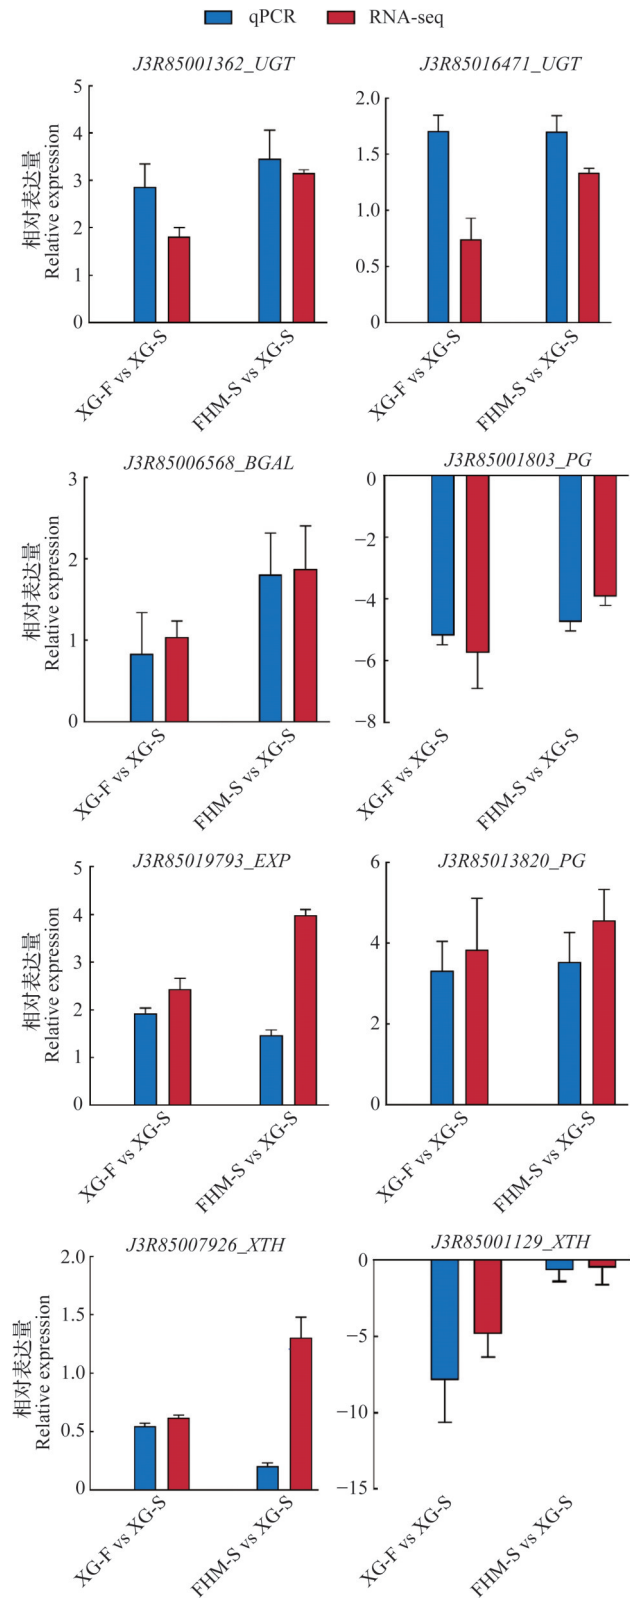 qPCR RNA-seq
J3R85001362_UGT
相对表达量
Relative expression
5
4
3
2
1
0
XG-F vs XG-S
FHM-S vs XG-S
J3R85016471_UGT
2.0
1.5
1.0
0.5
0
XG-F vs XG-S
FHM-S vs XG-S
J3R85006568_BGAL
相对表达量
Relative expression
3
2
1
0
XG-F vs XG-S
FHM-S vs XG-S
J3R85001803_PG
0
−2
−4
−6
−8
XG-F vs XG-S
FHM-S vs XG-S
J3R85019793_EXP
相对表达量
Relative expression
5
4
3
2
1
0
XG-F vs XG-S
FHM-S vs XG-S
J3R85013820_PG
6
4
2
0
XG-F vs XG-S
FHM-S vs XG-S
J3R85007926_XTH
相对表达量
Relative expression
2.0
1.5
1.0
0.5
0
XG-F vs XG-S
FHM-S vs XG-S
J3R85001129_XTH
0
−5
−10
−15
XG-F vs XG-S
FHM-S vs XG-S